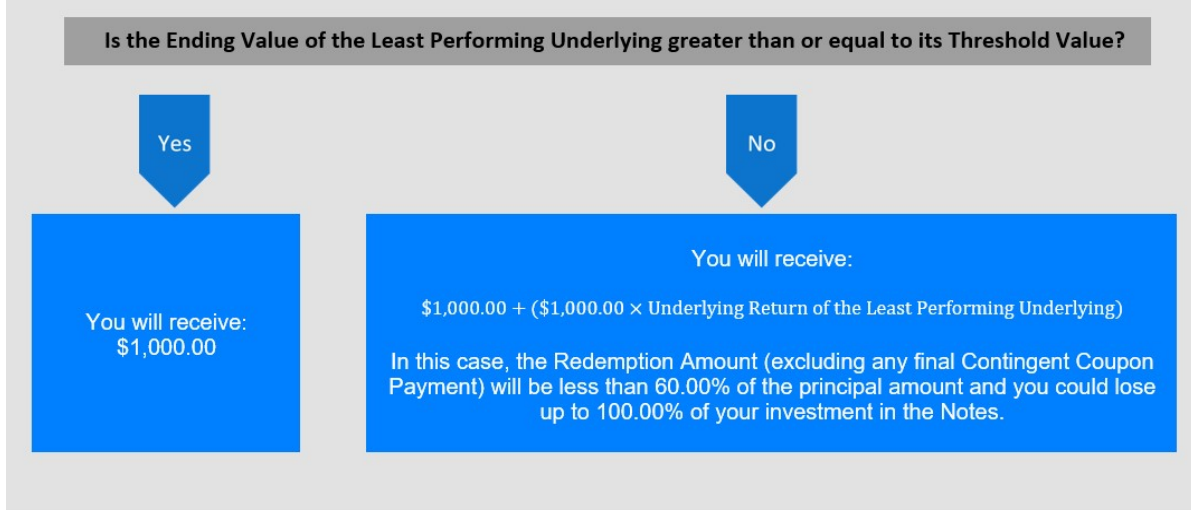 Is the Ending Value of the Least Performing Underlying greater than or equal to its Threshold Value?
Yes
No
You will receive:
$1,000.00
You will receive:
$1,000.00 + ($1,000.00 × Underlying Return of the Least Performing Underlying)
In this case, the Redemption Amount (excluding any final Contingent Coupon
Payment) will be less than 60.00% of the principal amount and you could lose
up to 100.00% of your investment in the Notes.